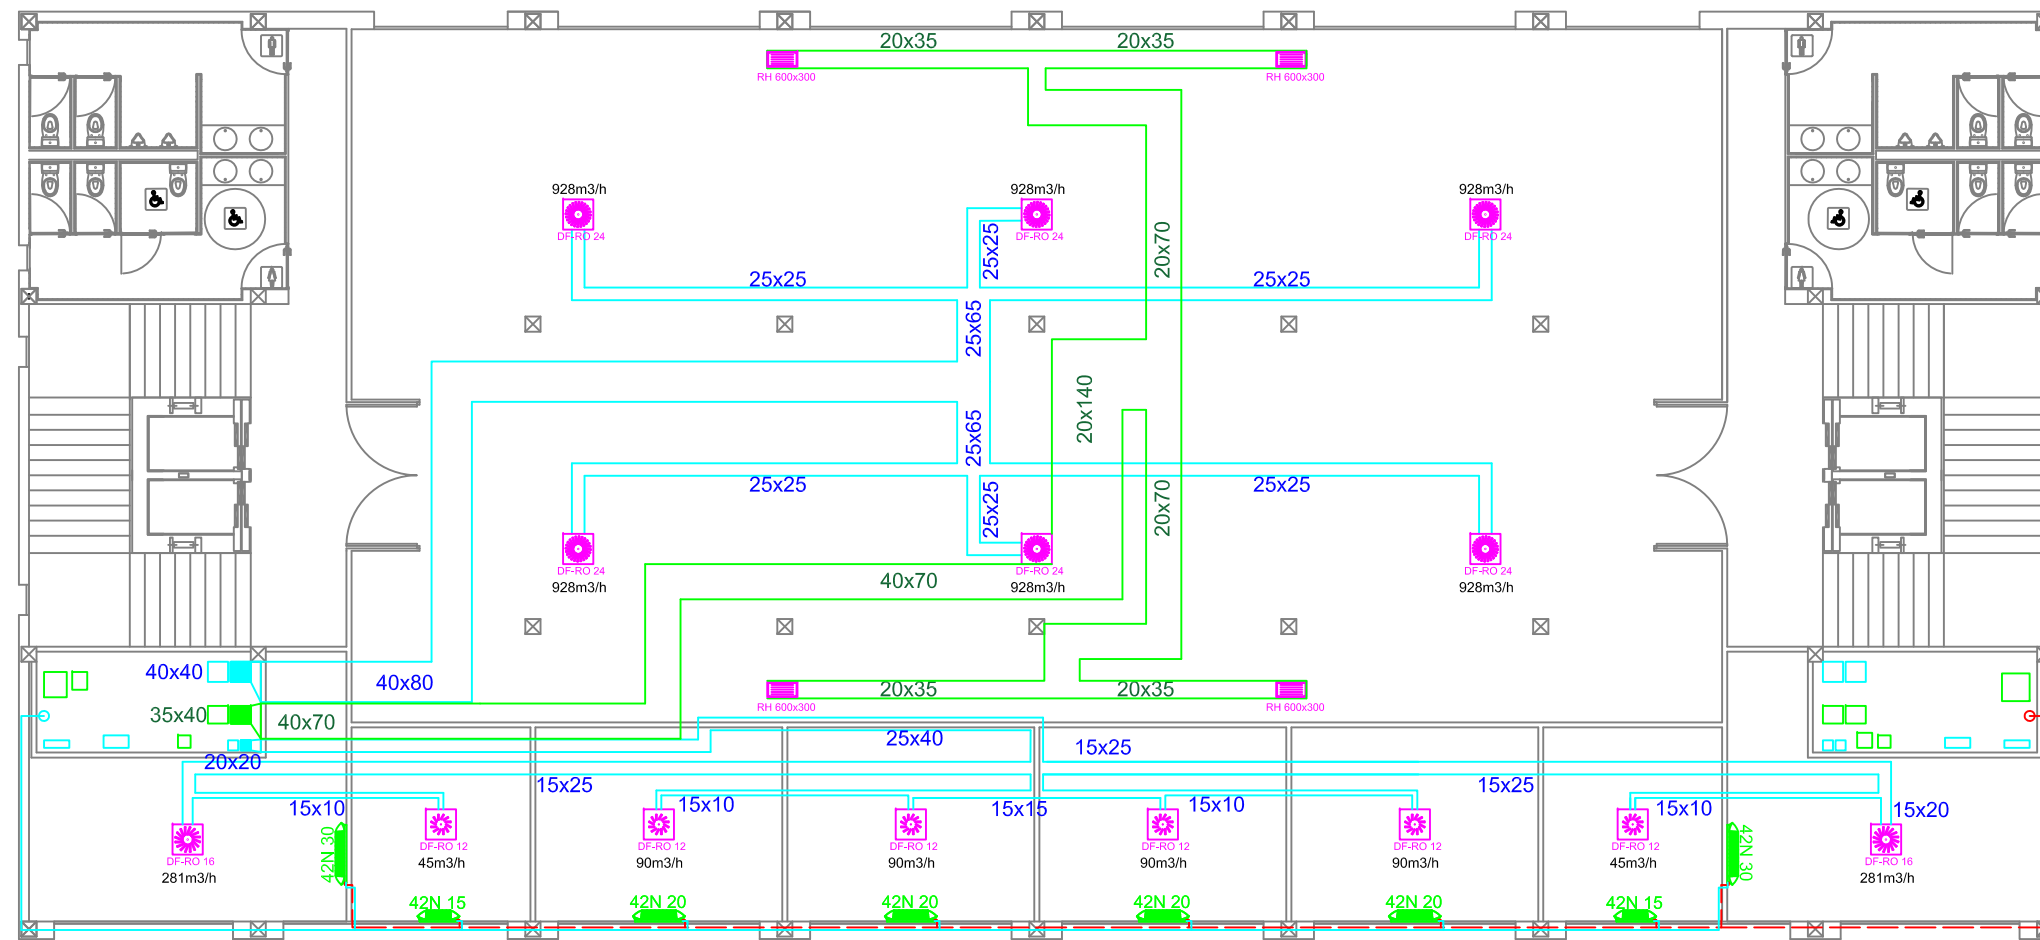 20x35 20x35
RH 600x300 RH 600x300
928m3/h 928m3/h 928m3/h
DF-RO 24 DF-RO 24 DF-RO 24
25x25
20x70
25x25 25x25
25x65
20x140
25x65
25x25 25x25
25x25
20x70
DF-RO 24 DF-RO 24 DF-RO 24
928m3/h 928m3/h 928m3/h
40x70
40x40
40x80
20x35 20x35
RH 600x300 RH 600x300
35x40
40x70
25x40
15x25
20x20
15x25
15x25
15x10
15x10
15x15
15x10
15x10
15x20
DF-RO 12 DF-RO 12 DF-RO 12 DF-RO 12 DF-RO 12 DF-RO 12
DF-RO 16 DF-RO 16
45m3/h 90m3/h 90m3/h 90m3/h 90m3/h 45m3/h
281m3/h 281m3/h
42N 30
42N 30
42N 15 42N 20 42N 20 42N 20 42N 20 42N 15